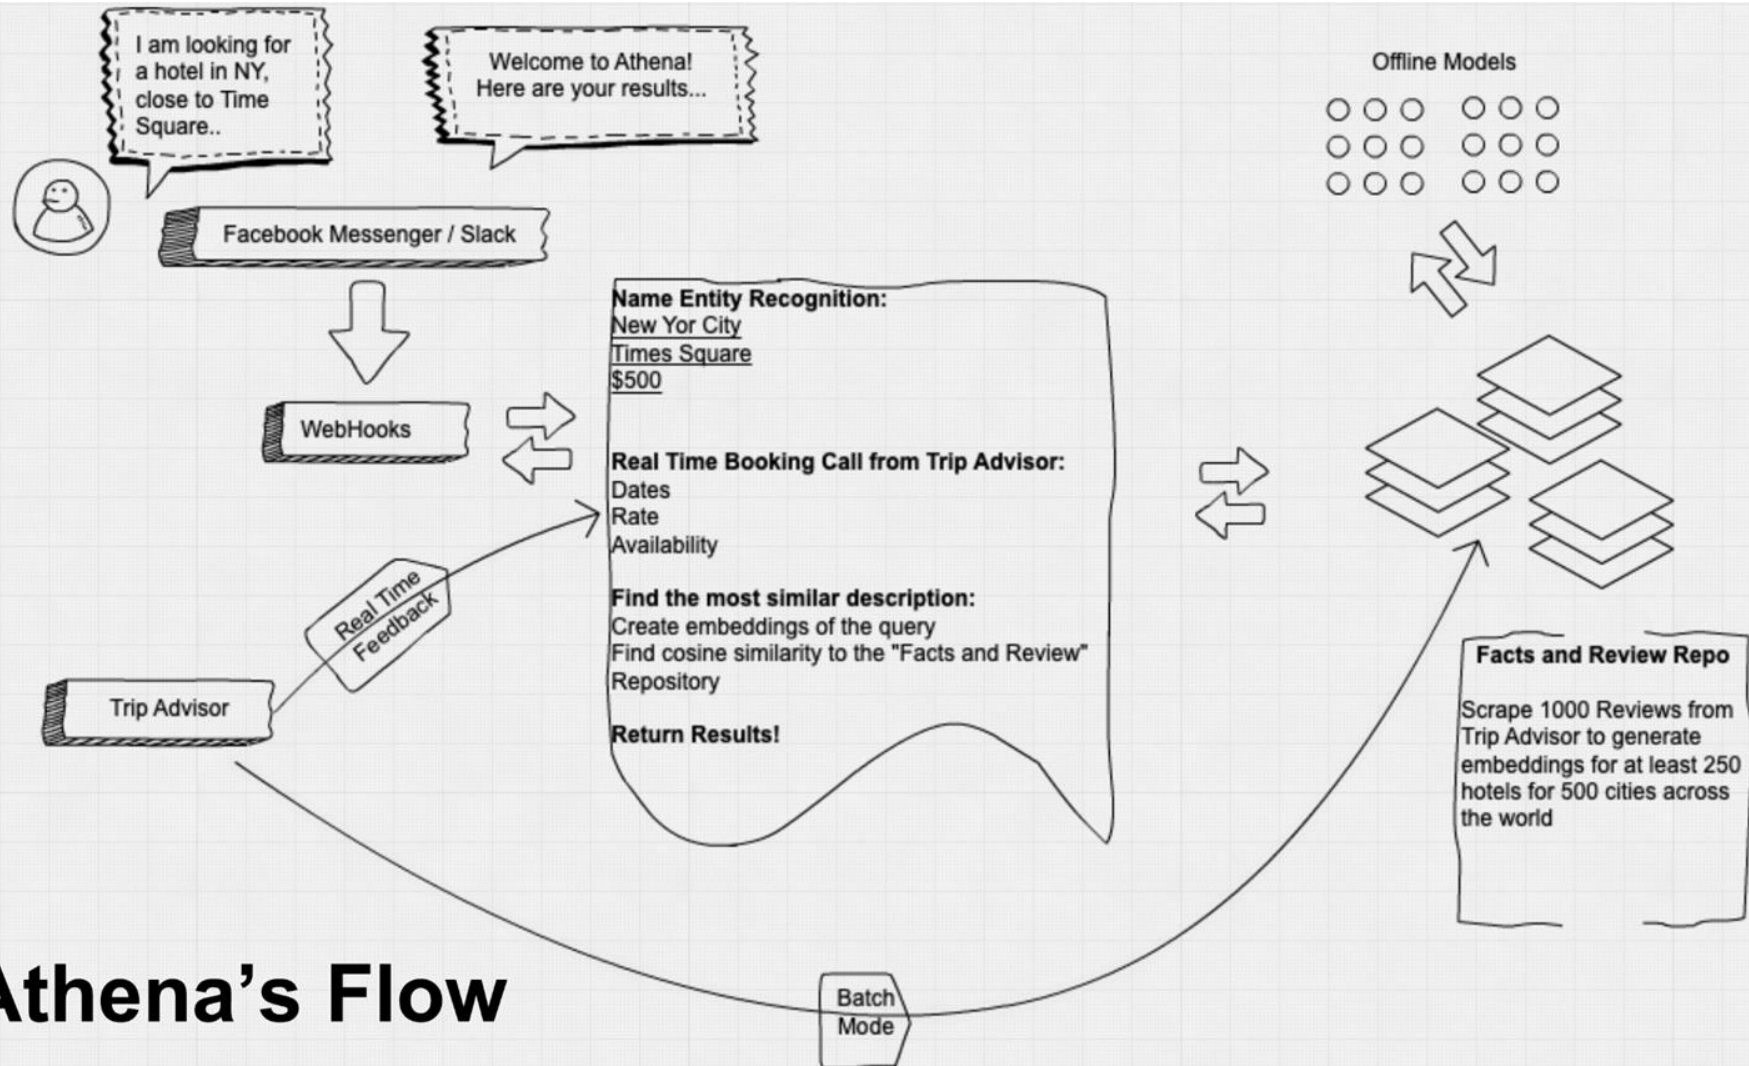 I am looking for
a hotel in NY,
close to Time
Square..
Welcome to Athena!
Here are your results...
Offline Models
Facebook Messenger / Slack
WebHooks
Name Entity Recognition:
New Yor City
Times Square
$500
Real Time Booking Call from Trip Advisor:
Dates
Rate
Availability
Find the most similar description:
Create embeddings of the query
Find cosine similarity to the "Facts and Review"
Repository
Return Results!
Real Time
Feedback
Trip Advisor
Facts and Review Repo
Scrape 1000 Reviews from
Trip Advisor to generate
embeddings for at least 250
hotels for 500 cities across
the world
Batch
Mode
Athena’s Flow